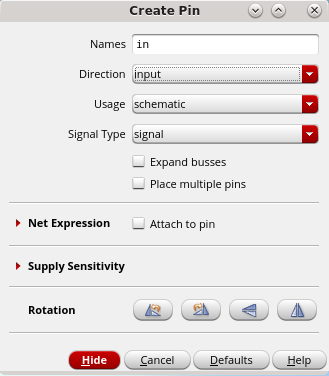 Create Pin
Names in
Direction input
Usage schematic
Signal Type signal
Expand busses
Place multiple pins
Net Expression Attach to pin
Supply Sensitivity
Rotation
Hide Cancel Defaults Help